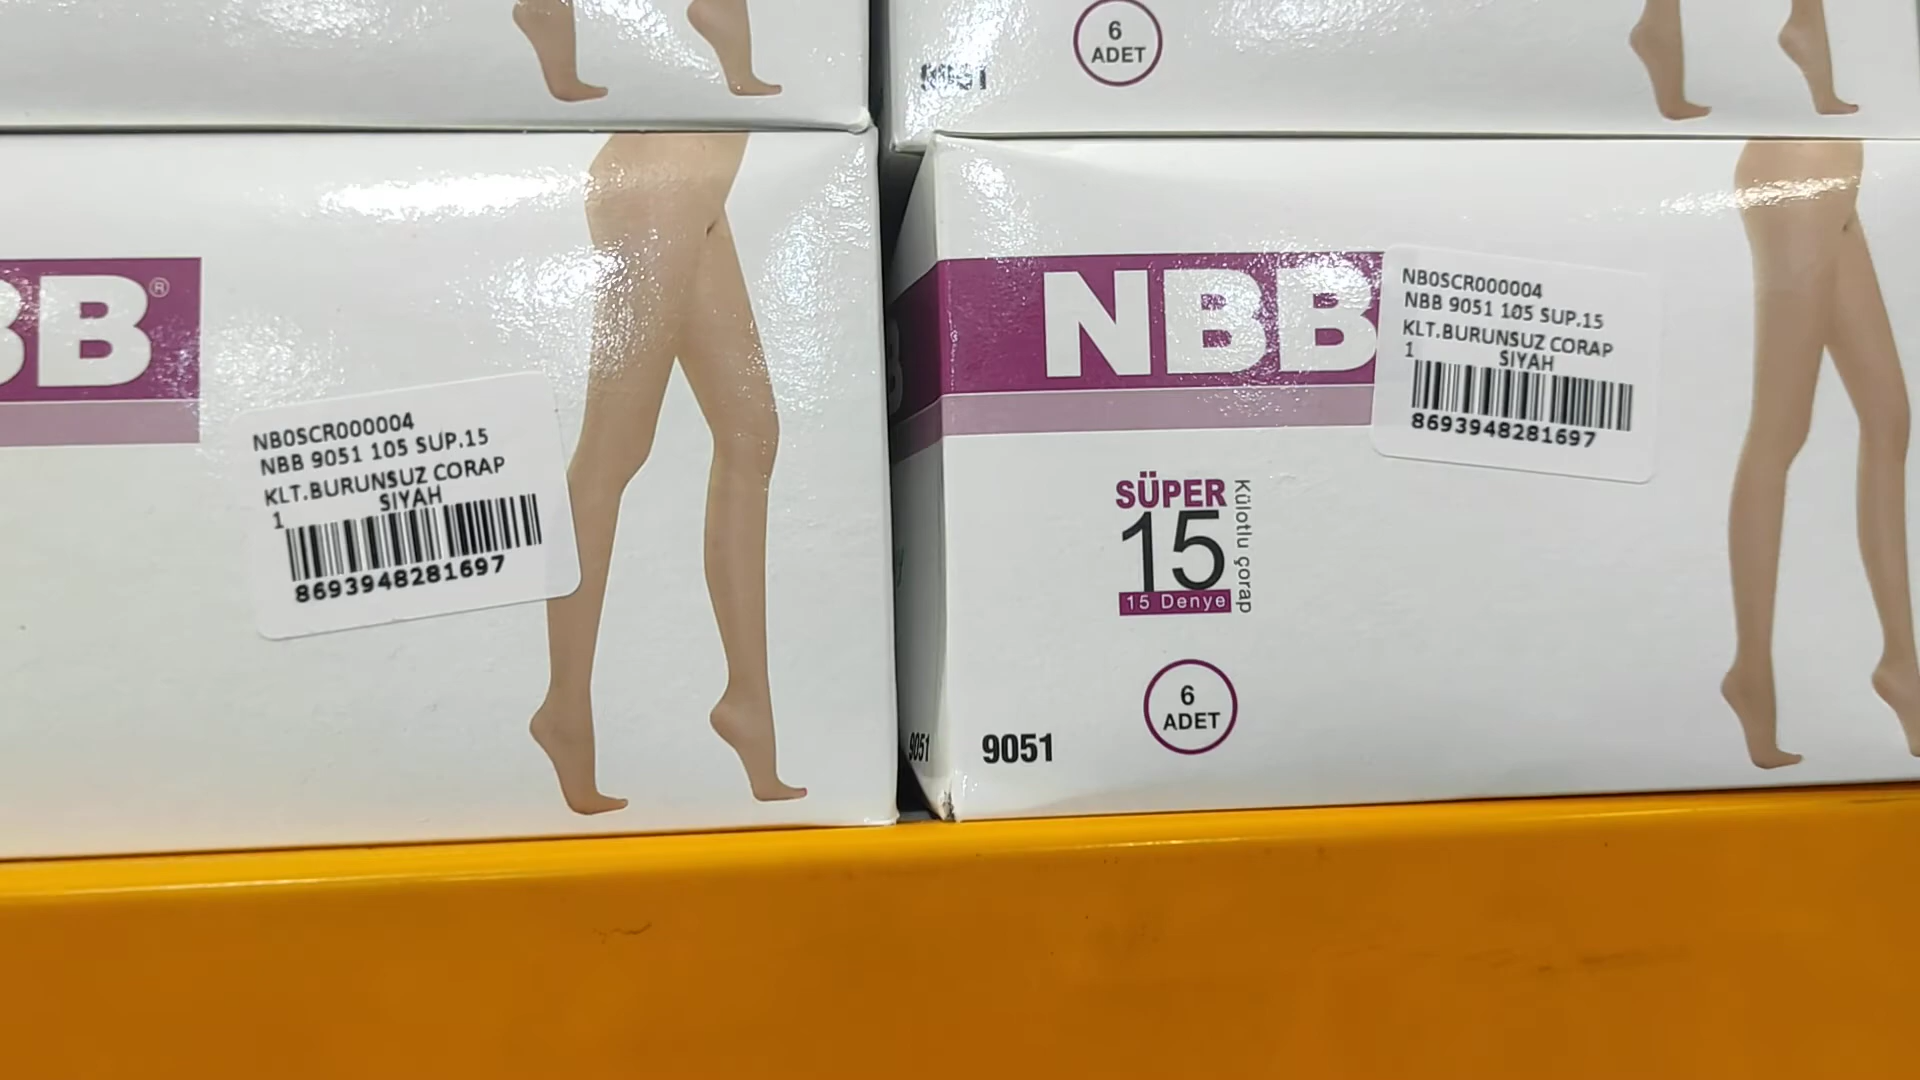 6
ADET
9051
BB®
NB0SCR000004
NBB 9051 105 SUP.15
KLT.BURUNSUZ CORAP
SIYAH
1
8693948281697
NBB
NB0SCR000004
NBB 9051 105 SUP.15
KLT.BURUNSUZ CORAP
SIYAH
1
8693948281697
SÜPER
15
15 Denye
Külotlu çorap
6
ADET
9051
9051